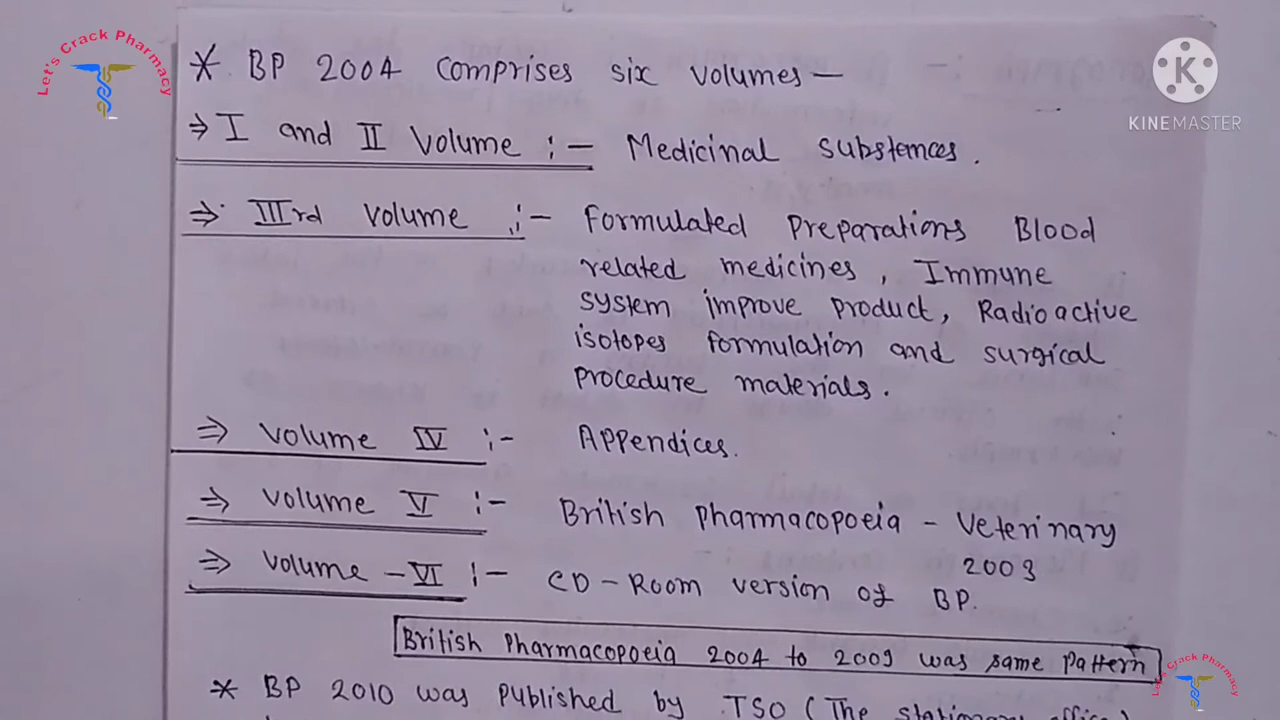 Let's Crack Pharmacy
KINEMASTER
* BP 2004 comprises six volumes –
⇒ I and II Volume :- Medicinal substences.
⇒ IIIrd volume :- Formulated Preparations Blood
related medicines, Immune
system improve product, Radioactive
isotopes formulation and surgical
procedure materials.
⇒ Volume IV :- Appendices.
⇒ Volume V :- British pharmacopoeia - Veterinary
2003
⇒ Volume - VI :- CD-Room version of BP.
British Pharmacopoeia 2004 to 2009 was same pattern
* BP 2010 was published by TSO (The stationary office)
Let's Crack Pharmacy